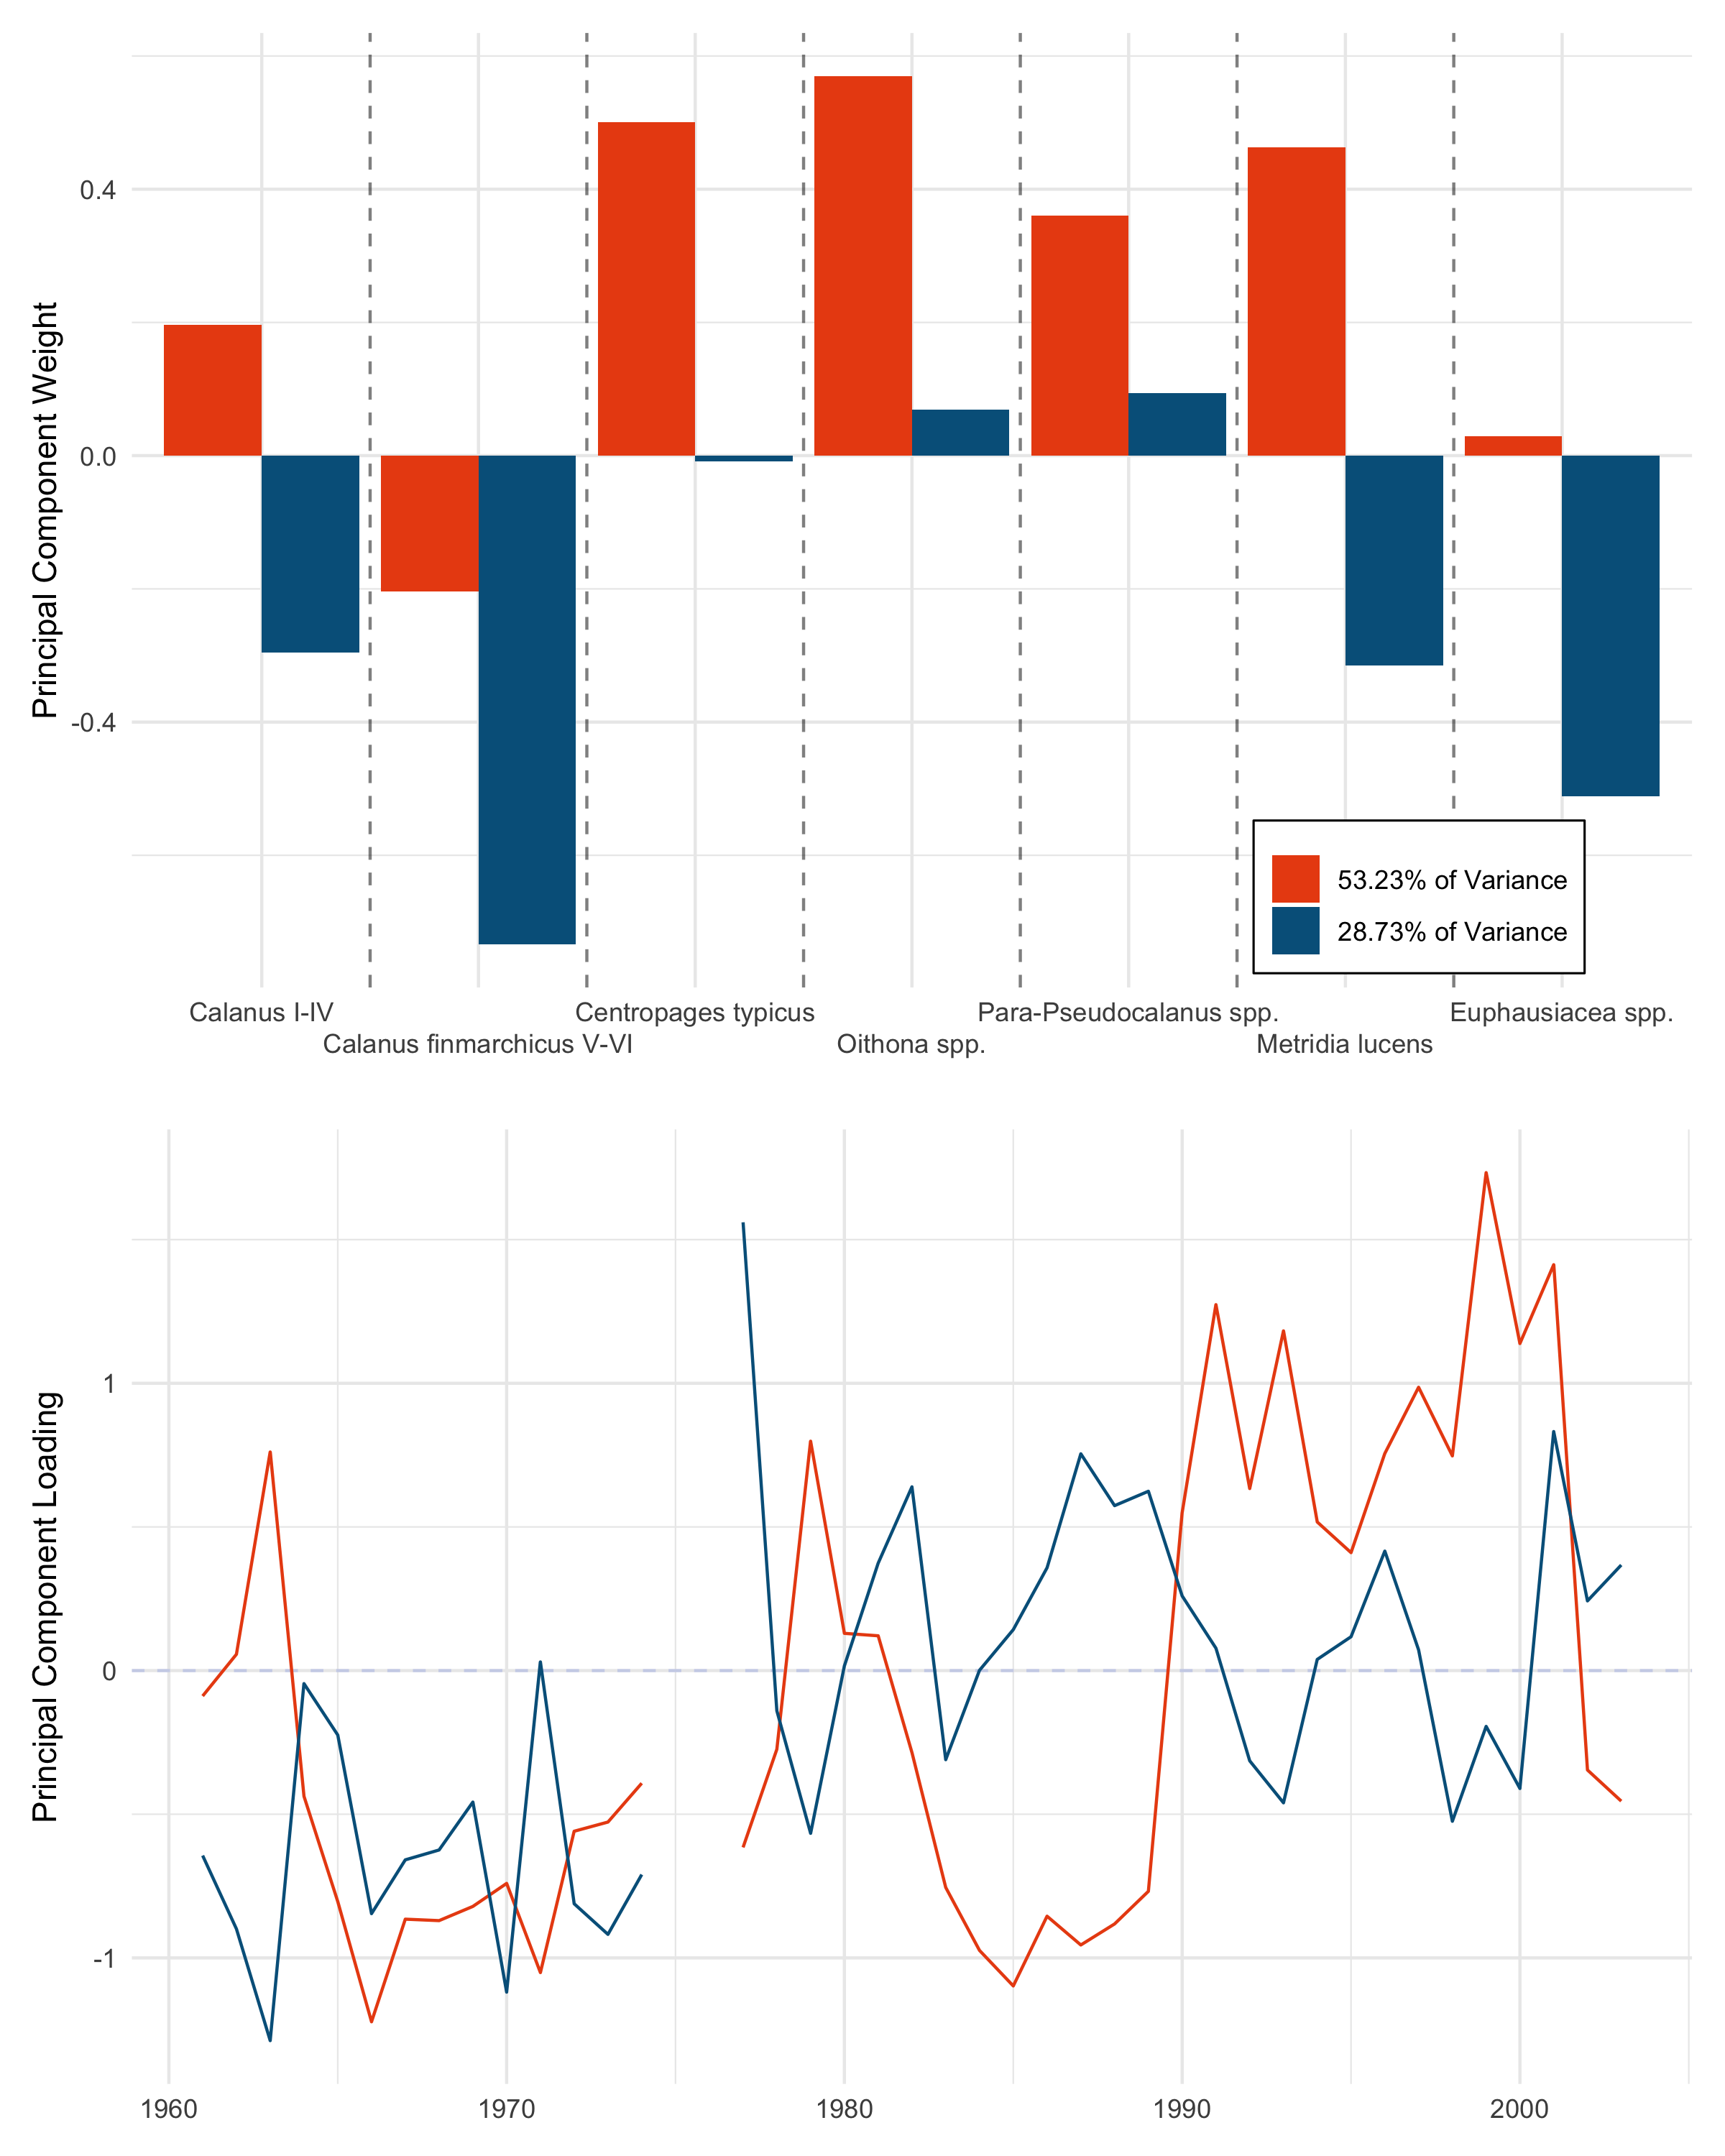 Principal Component Weight
0.4
0.0
-0.4
53.23% of Variance
28.73% of Variance
Calanus I-IV
Centropages typicus
Para-Pseudocalanus spp.
Euphausiacea spp.
Calanus finmarchicus V-VI
Oithona spp.
Metridia lucens
Principal Component Loading
1
0
-1
1960
1970
1980
1990
2000